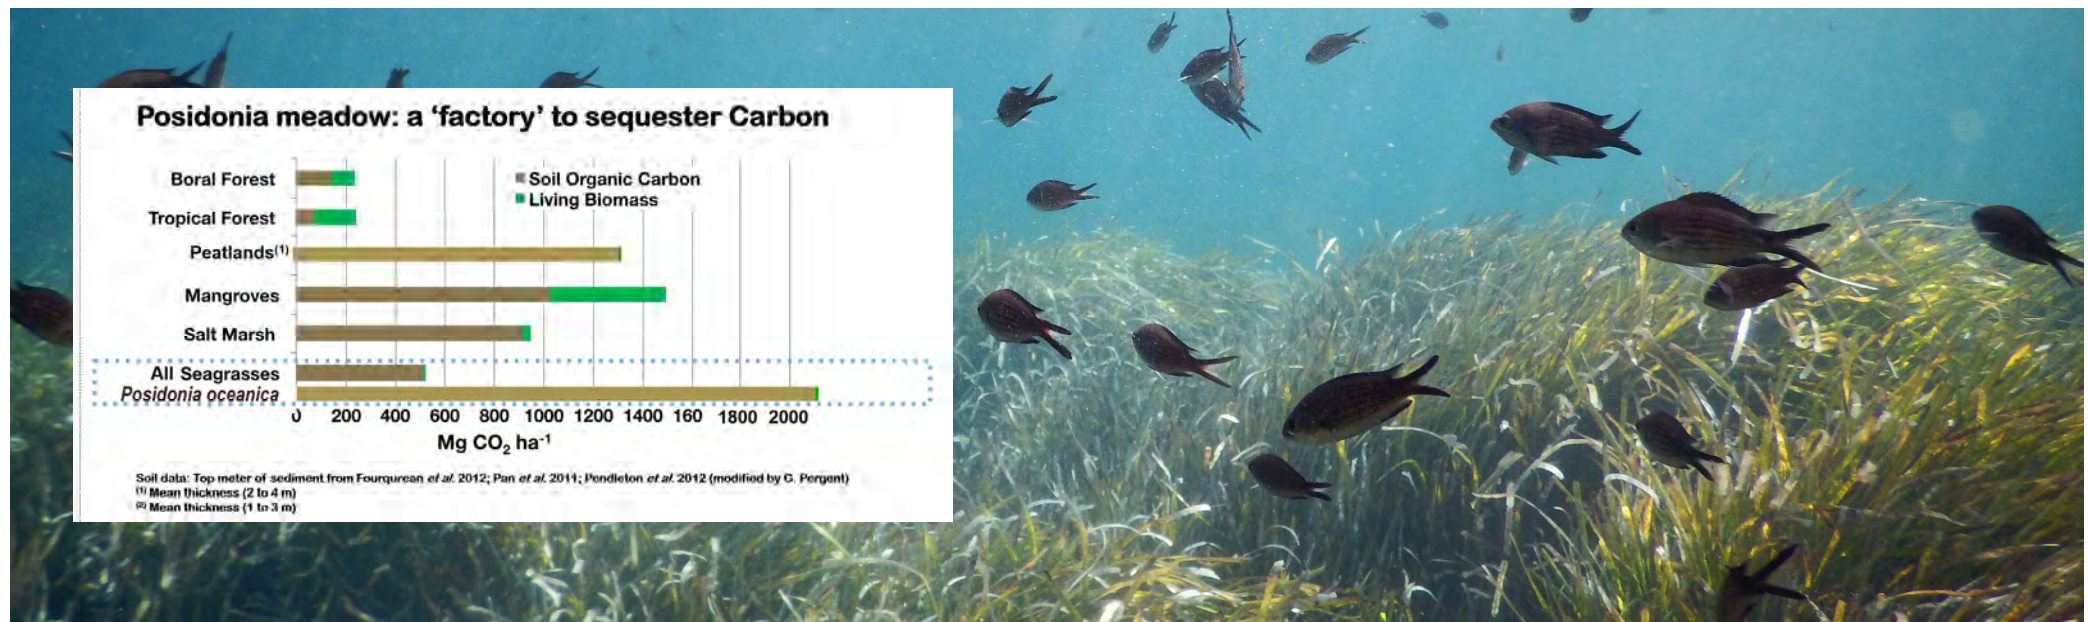 Posidonia meadow: a ‘factory’ to sequester Carbon
Soil Organic Carbon
Living Biomass
Boral Forest
Tropical Forest
Peatlands(1)
Mangroves
Salt Marsh
All Seagrasses
Posidonia oceanica
0 200 400 600 800 1000 1200 1400 160 1800 2000
Mg CO2 ha-1
Soil data: Top meter of sediment from Fourqurean et al. 2012; Pan et al. 2011; Pendleton et al. 2012 (modified by G. Pergent)
(1) Mean thickness (2 to 4 m)
(2) Mean thickness (1 to 3 m)